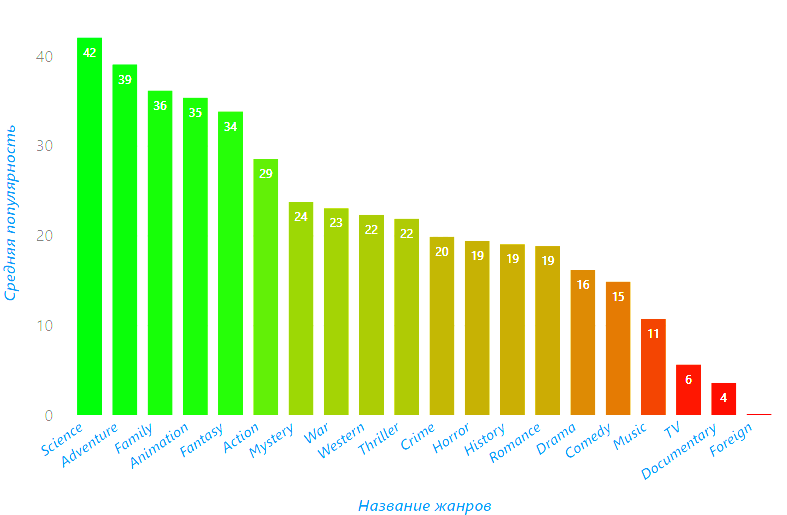 Средняя популярность
40
30
20
10
0
42
39
36
35
34
29
24
23
22
22
20
19
19
19
16
15
11
6
4
Science
Adventure
Family
Animation
Fantasy
Action
Mystery
War
Western
Thriller
Crime
Horror
History
Romance
Drama
Comedy
Music
TV
Documentary
Foreign
Название жанров